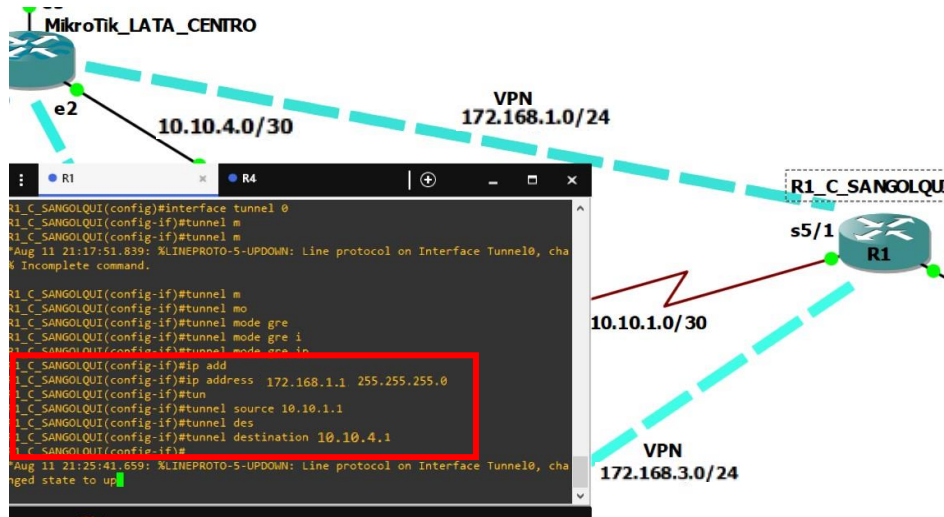 MikroTik_LATA_CENTRO
e2
10.10.4.0/30
VPN
172.168.1.0/24
R1_C_SANGOLQUI
s5/1
R1
10.10.1.0/30
VPN
172.168.3.0/24
R1
R4
R1_C_SANGOLQUI(config)#interface tunnel 0
R1_C_SANGOLQUI(config-if)#tunnel m
R1_C_SANGOLQUI(config-if)#tunnel m
*Aug 11 21:17:51.839: %LINEPROTO-5-UPDOWN: Line protocol on Interface Tunnel0, cha
% Incomplete command.
R1_C_SANGOLQUI(config-if)#tunnel m
R1_C_SANGOLQUI(config-if)#tunnel mo
R1_C_SANGOLQUI(config-if)#tunnel mode gre
R1_C_SANGOLQUI(config-if)#tunnel mode gre i
R1_C_SANGOLQUI(config-if)#tunnel mode gre ip
R1_C_SANGOLQUI(config-if)#ip add
R1_C_SANGOLQUI(config-if)#ip address 172.168.1.1 255.255.255.0
R1_C_SANGOLQUI(config-if)#tun
R1_C_SANGOLQUI(config-if)#tunnel source 10.10.1.1
R1_C_SANGOLQUI(config-if)#tunnel des
R1_C_SANGOLQUI(config-if)#tunnel destination 10.10.4.1
R1_C_SANGOLQUI(config-if)#
*Aug 11 21:25:41.659: %LINEPROTO-5-UPDOWN: Line protocol on Interface Tunnel0, cha
nged state to up